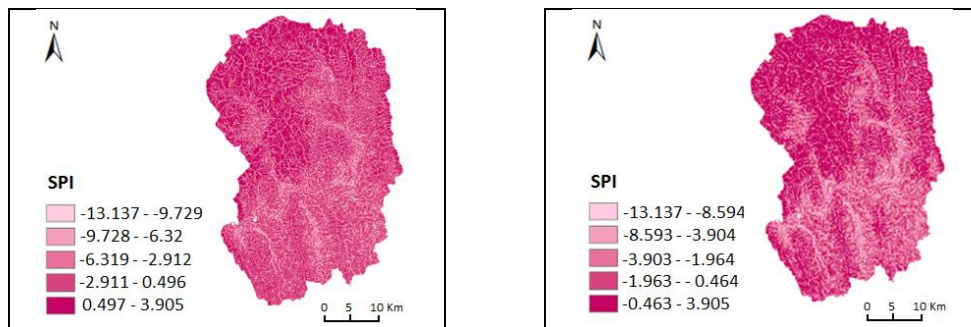 N
SPI
-13.137 - -9.729
-9.728 - -6.32
-6.319 - -2.912
-2.911 - 0.496
0.497 - 3.905
0 5 10 Km
N
SPI
-13.137 - -8.594
-8.593 - -3.904
-3.903 - -1.964
-1.963 - -0.464
-0.463 - 3.905
0 5 10 Km